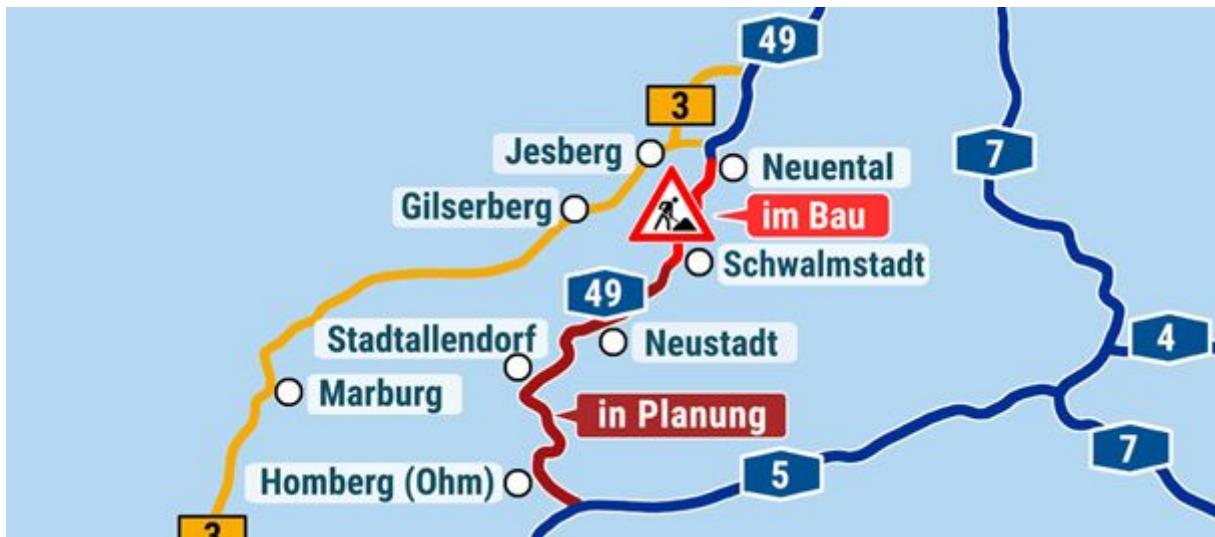 49
3
Jesberg
Neuental
7
Gilserberg
im Bau
Schwalmstadt
49
Stadtallendorf
Neustadt
4
Marburg
in Planung
7
5
Homberg (Ohm)
3